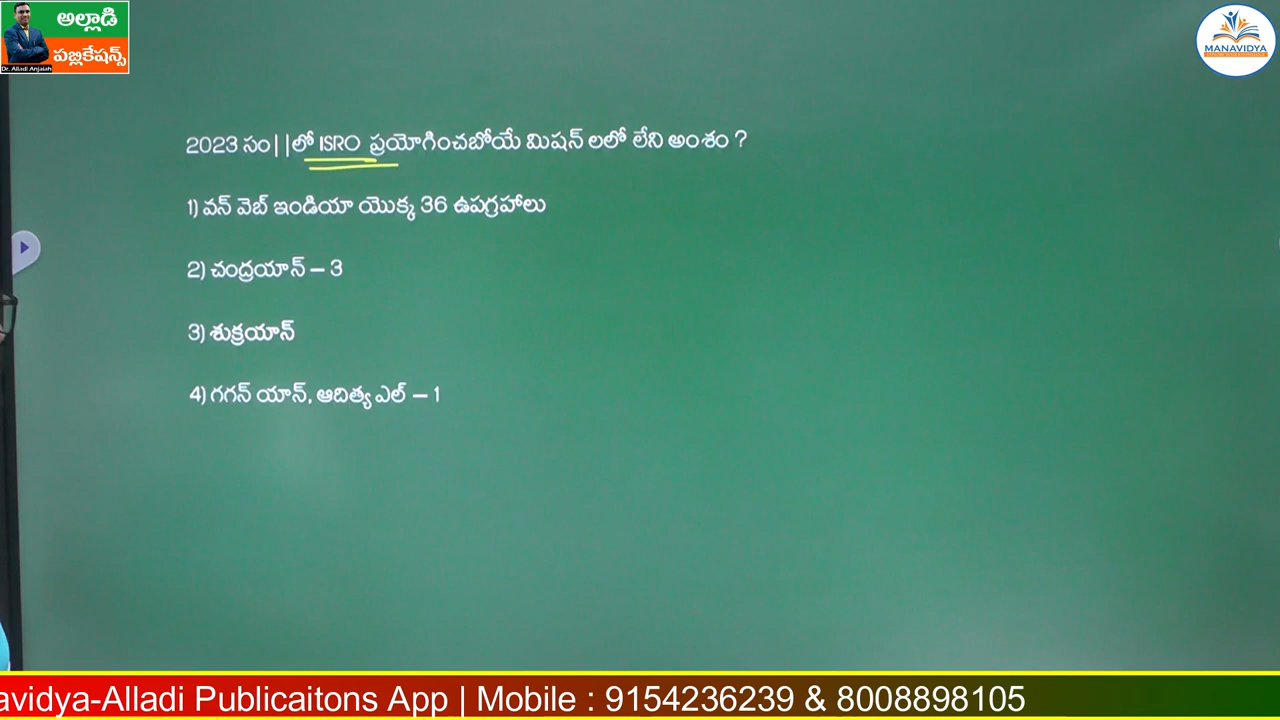 అల్లాడి
పబ్లికేషన్స్
Dr. Alladi Anjaiah
MANAVIDYA
2023 సం||లో ISRO ప్రయోగించబోయే మిషన్ లలో లేని అంశం ?
1) వన్ వెబ్ ఇండియా యొక్క 36 ఉపగ్రహాలు
2) చంద్రయాన్ – 3
3) శుక్రయాన్
4) గగన్ యాన్, ఆదిత్య ఎల్ – 1
avidya-Alladi Publicaitons App | Mobile : 9154236239 & 8008898105